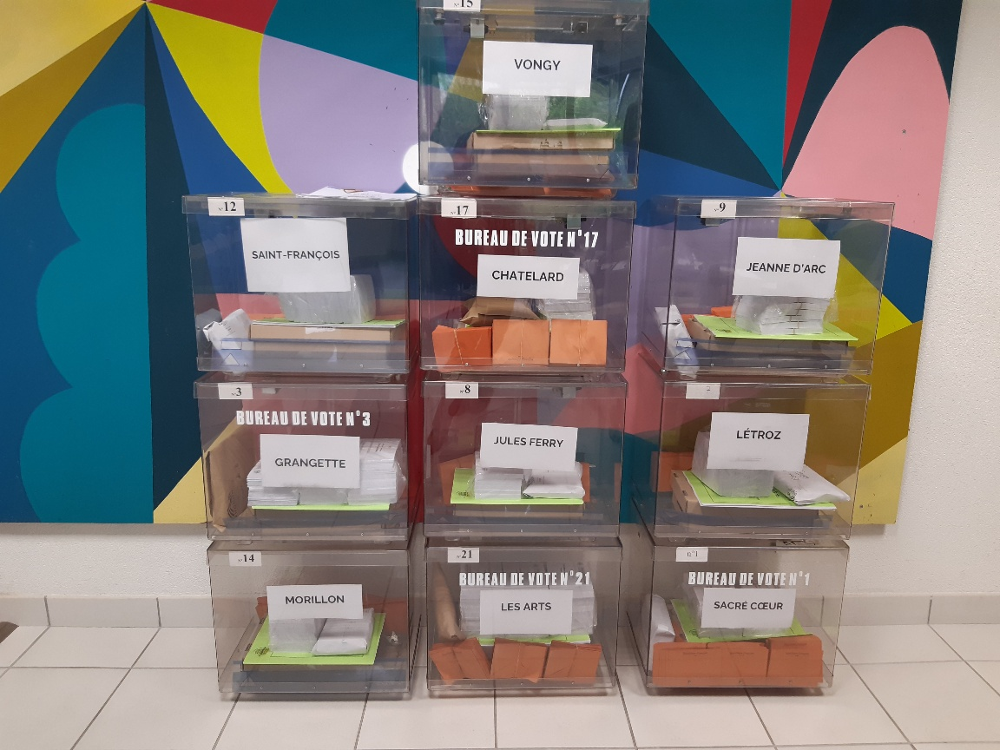 N° 15
VONGY
N° 12
SAINT-FRANÇOIS
N° 17
BUREAU DE VOTE N°17
CHATELARD
N° 9
JEANNE D'ARC
N° 3
BUREAU DE VOTE N°3
GRANGETTE
N° 8
JULES FERRY
LÉTROZ
N° 14
MORILLON
N° 21
BUREAU DE VOTE N°21
LES ARTS
N°1
BUREAU DE VOTE N°1
SACRÉ CŒUR